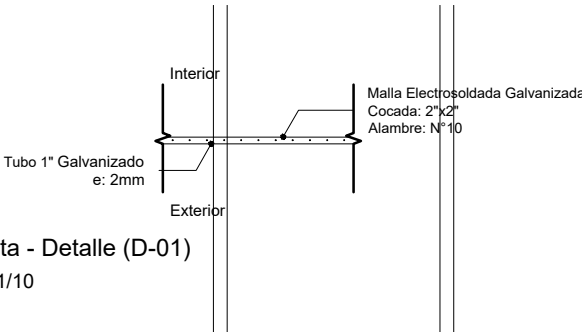 Interior
Malla Electrosoldada Galvanizada
Cocada: 2"x2"
Alambre: N°10
Tubo 1" Galvanizado
e: 2mm
Exterior
ta - Detalle (D-01)
1/10